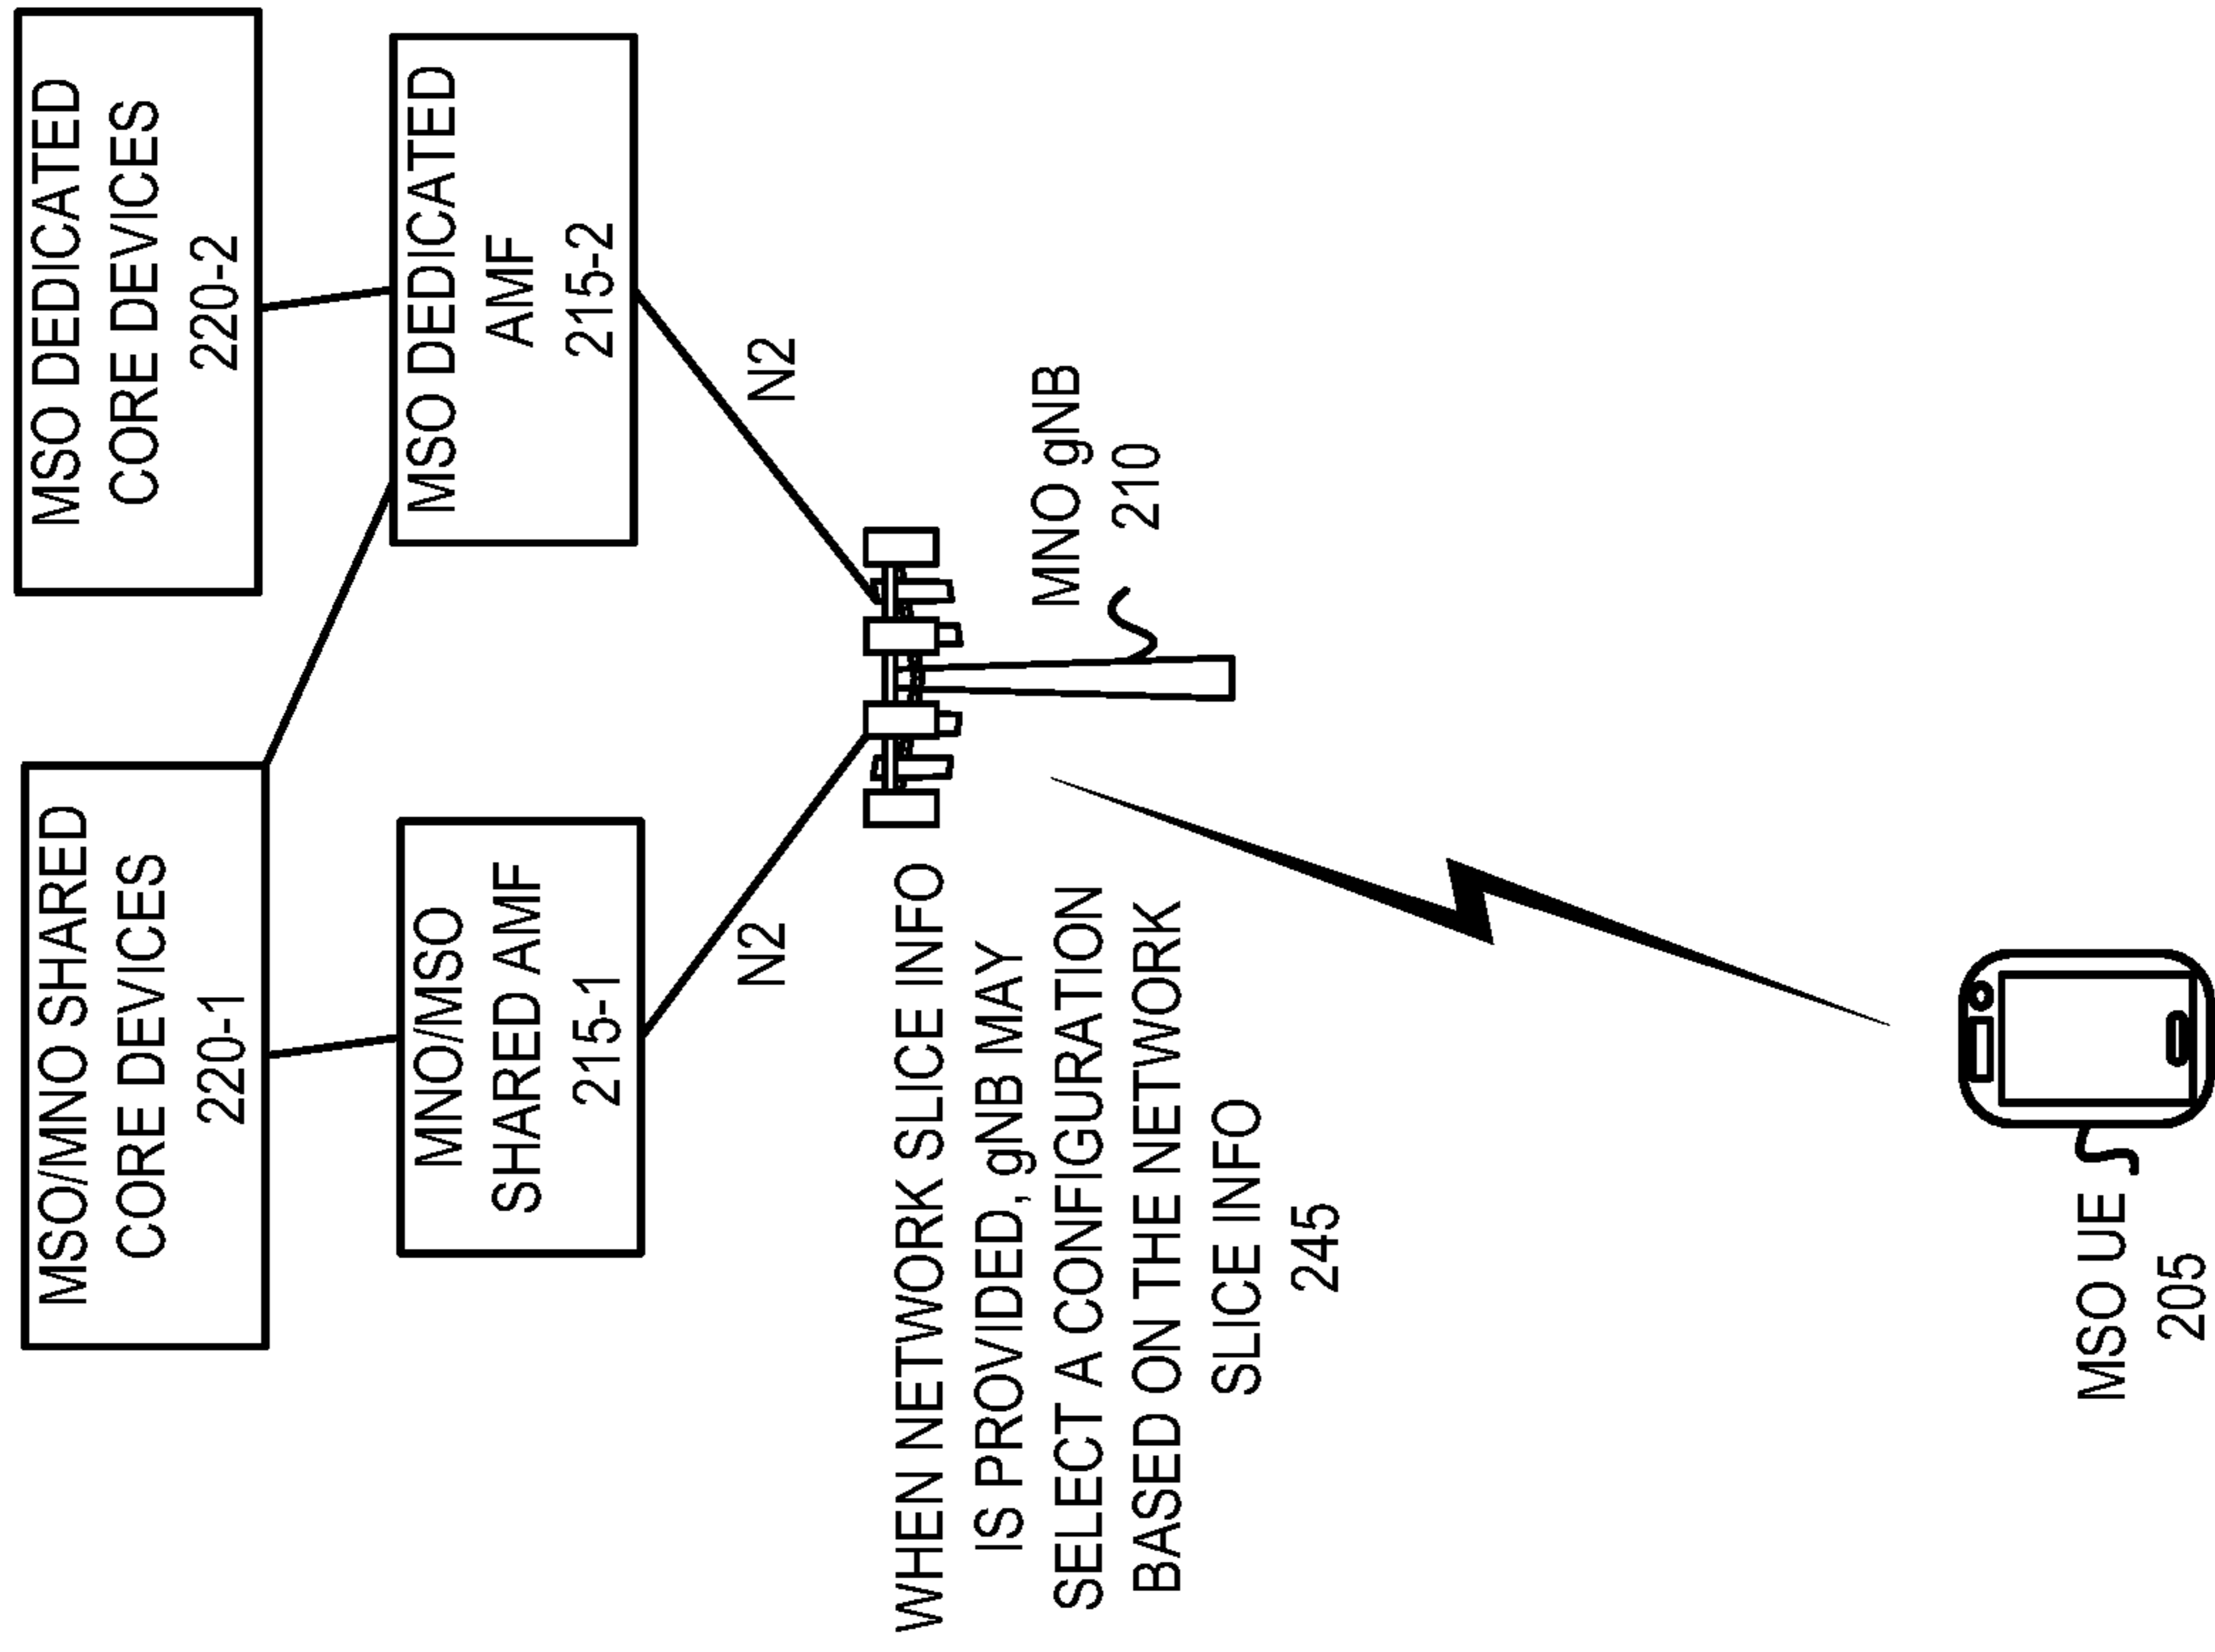 MSO/MNO SHARED
CORE DEVICES
220-1
MSO DEDICATED
CORE DEVICES
220-2
MNO/MSO
SHARED AMF
215-1
MSO DEDICATED
AMF
215-2
N2
N2
WHEN NETWORK SLICE INFO
IS PROVIDED, gNB MAY
SELECT A CONFIGURATION
BASED ON THE NETWORK
SLICE INFO
245
MNO gNB
210
MSO UE
205